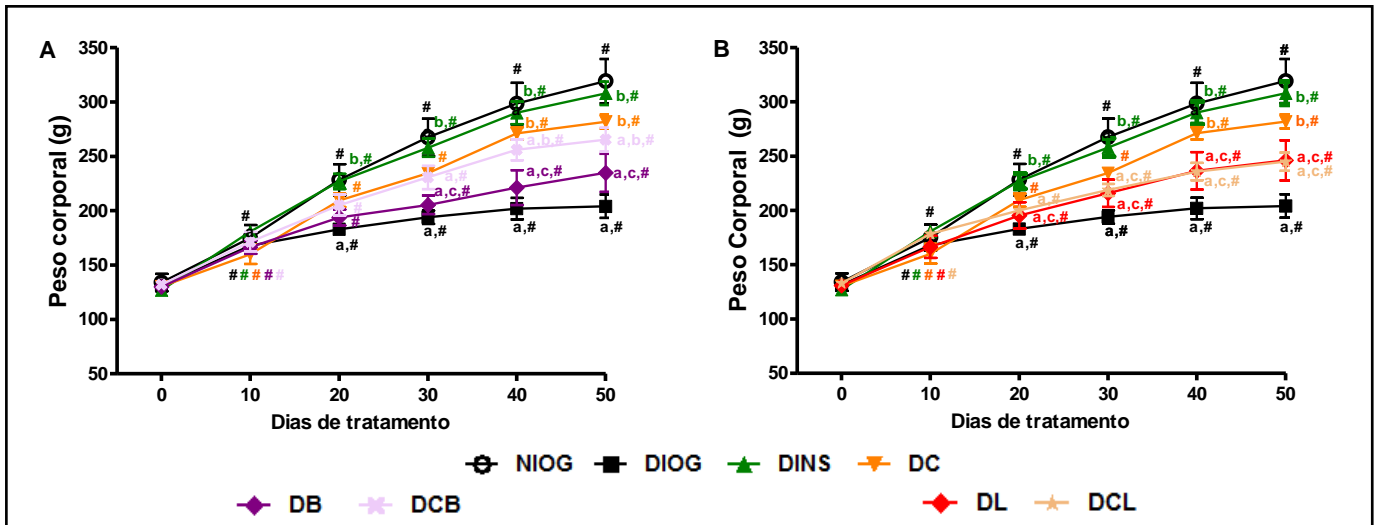 A
Peso corporal (g)
350
300
250
200
150
100
50
#
#
#
#
#
b,#
b,#
b,#
b,#
#
#
b,#
b,#
#
a,#
a,b,#
a,b,#
#
a,c,#
a,c,#
a,c,#
a,#
a,#
a,#
a,#
# # # # #
0 10 20 30 40 50
Dias de tratamento
B
Peso Corporal (g)
350
300
250
200
150
100
50
#
#
#
#
#
b,#
b,#
b,#
b,#
#
#
b,#
b,#
a,#
a,c,#
a,c,#
a,c,#
a,c,#
a,c,#
a,c,#
a,c,#
a,#
a,#
a,#
a,#
# # # # #
0 10 20 30 40 50
Dias de tratamento
NIOG DIOG DINS DC
DB DCB DL DCL